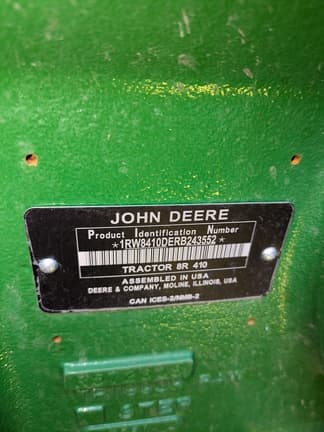 JOHN DEERE
Product Identification Number
*1RW8410DERB243552*
TRACTOR 8R 410
ASSEMBLED IN USA
DEERE & COMPANY, MOLINE, ILLINOIS, USA
CAN ICES-2/NMB-2